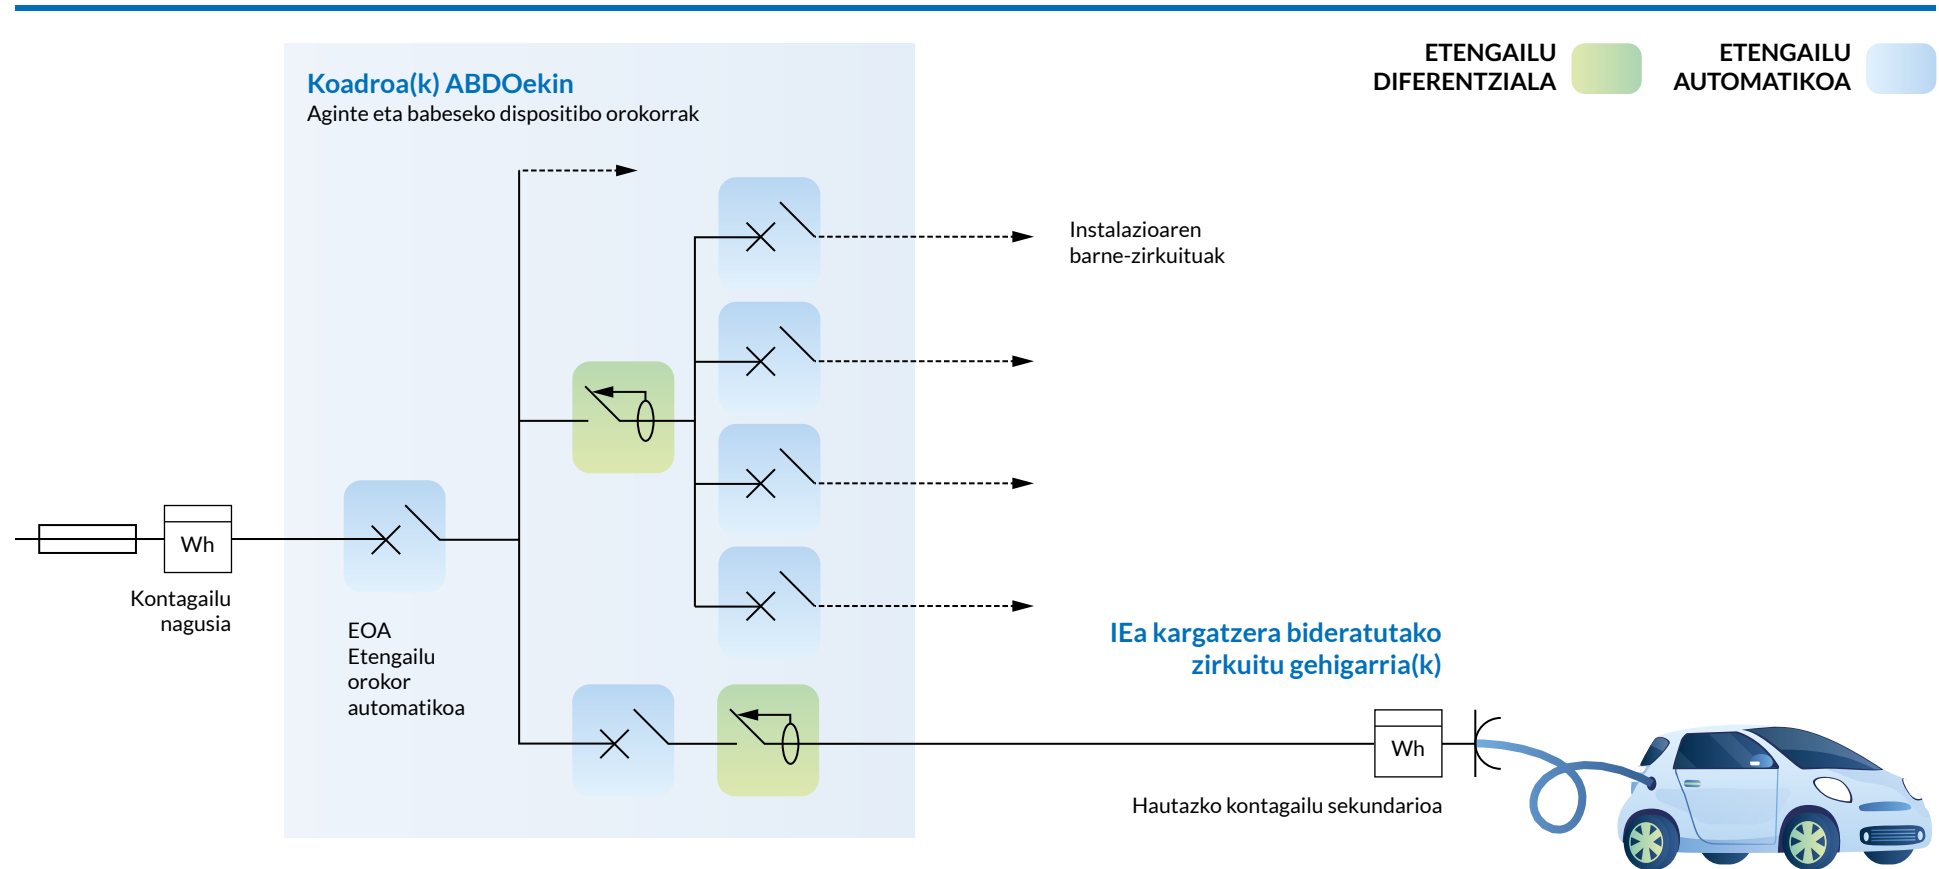 ETENGAILU
DIFERENTZIALA
ETENGAILU
AUTOMATIKOA
Koadroa(k) ABDOekin
Aginte eta babeseko dispositibo orokorrak
Instalazioaren
barne-zirkuituak
Wh
Kontagailu
nagusia
EOA
Etengailu
orokor
automatikoa
IEa kargatzera bideratutako
zirkuitu gehigarria(k)
Wh
Hautazko kontagailu sekundarioa